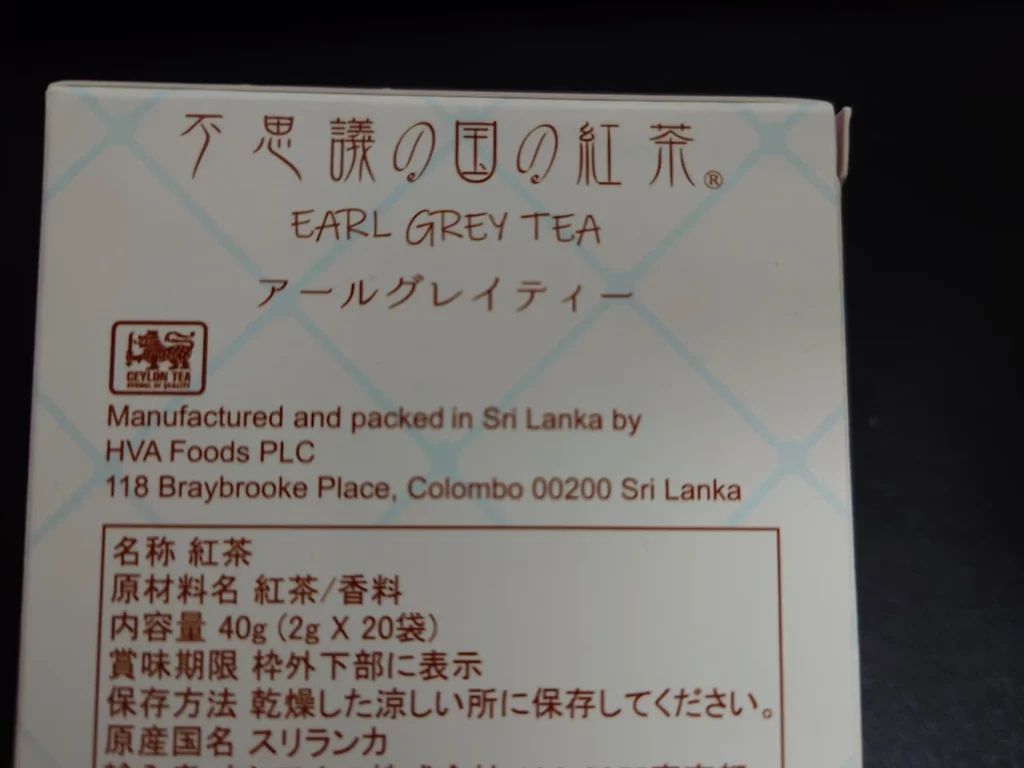 不思議の国の紅茶®
EARL GREY TEA
アールグレイティー
CEYLON TEA
SYMBOL OF QUALITY
Manufactured and packed in Sri Lanka by
HVA Foods PLC
118 Braybrooke Place, Colombo 00200 Sri Lanka
名称 紅茶
原材料名 紅茶/香料
内容量 40g (2g X 20袋)
賞味期限 枠外下部に表示
保存方法 乾燥した涼しい所に保存してください。
原産国名 スリランカ